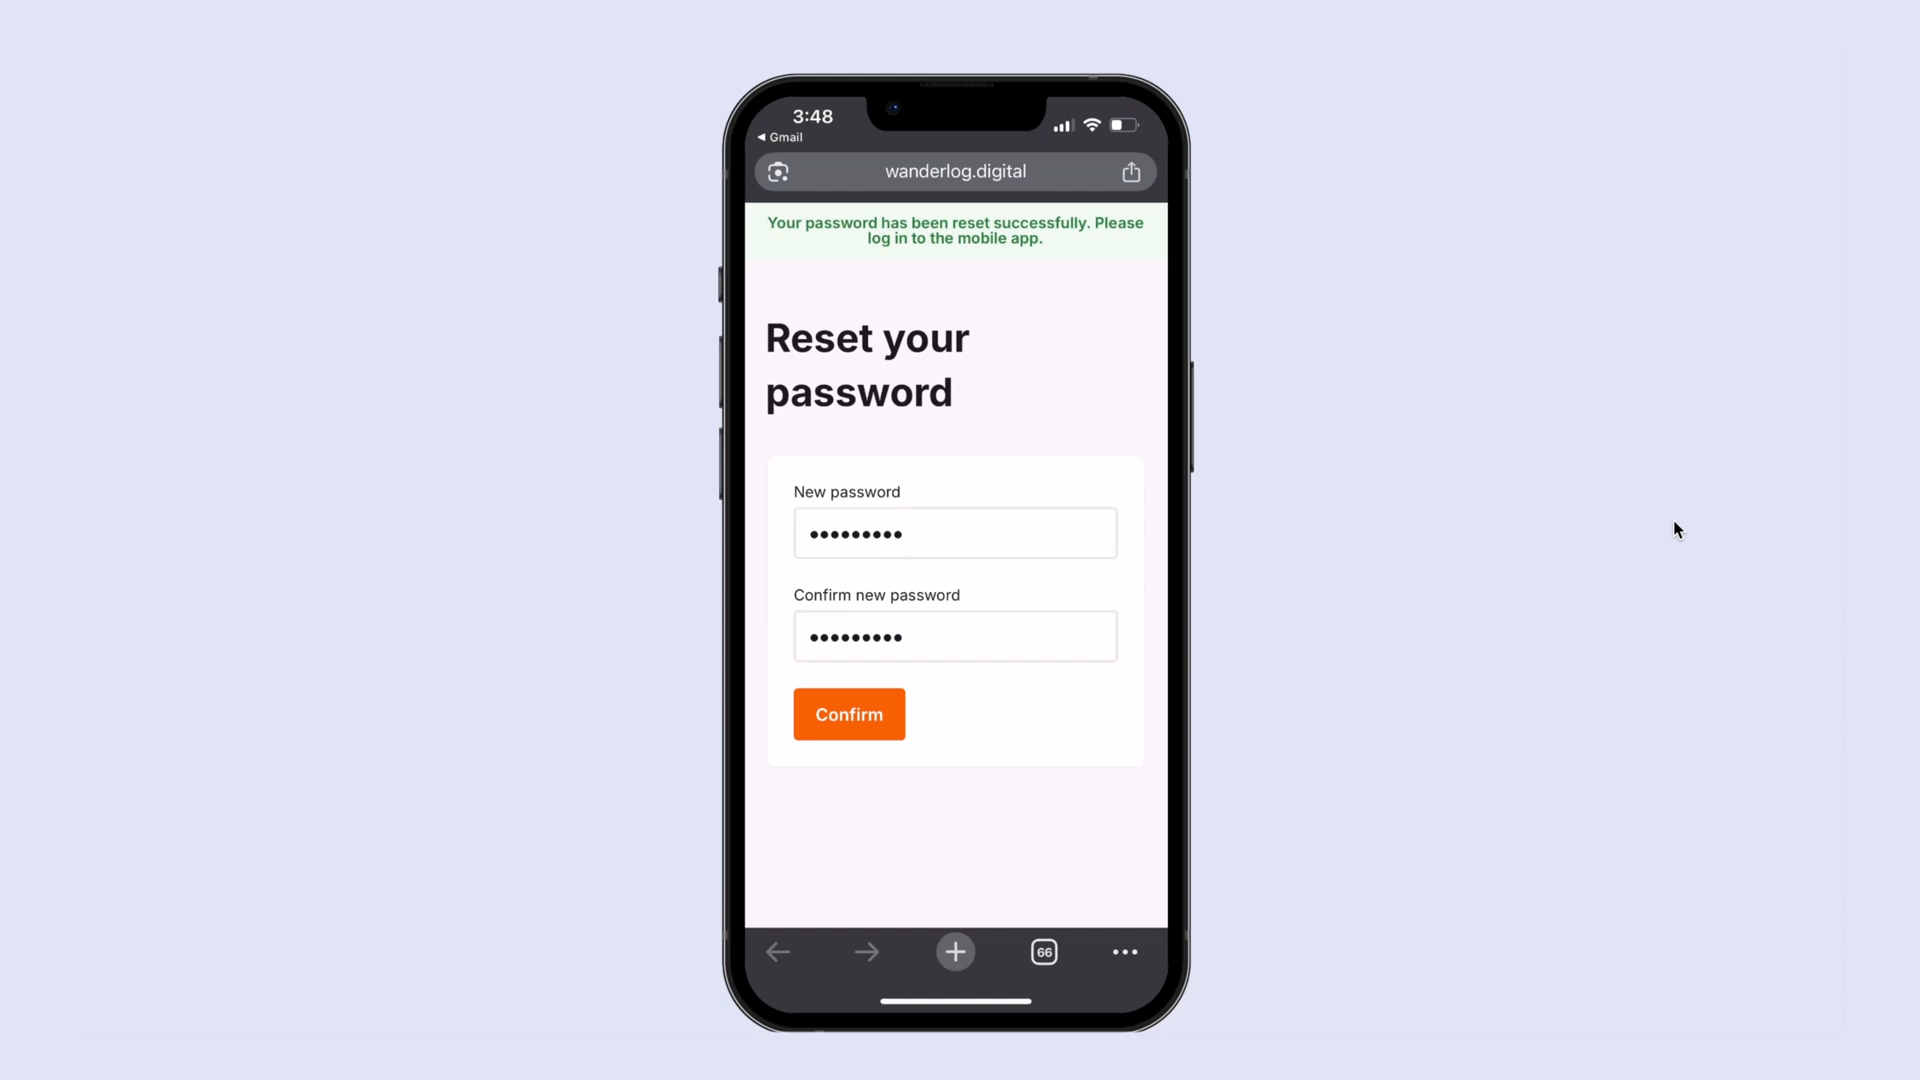 3:48
◀ Gmail
wanderlog.digital
Your password has been reset successfully. Please
log in to the mobile app.
Reset your
password
New password
•••••••••
Confirm new password
•••••••••
Confirm
66